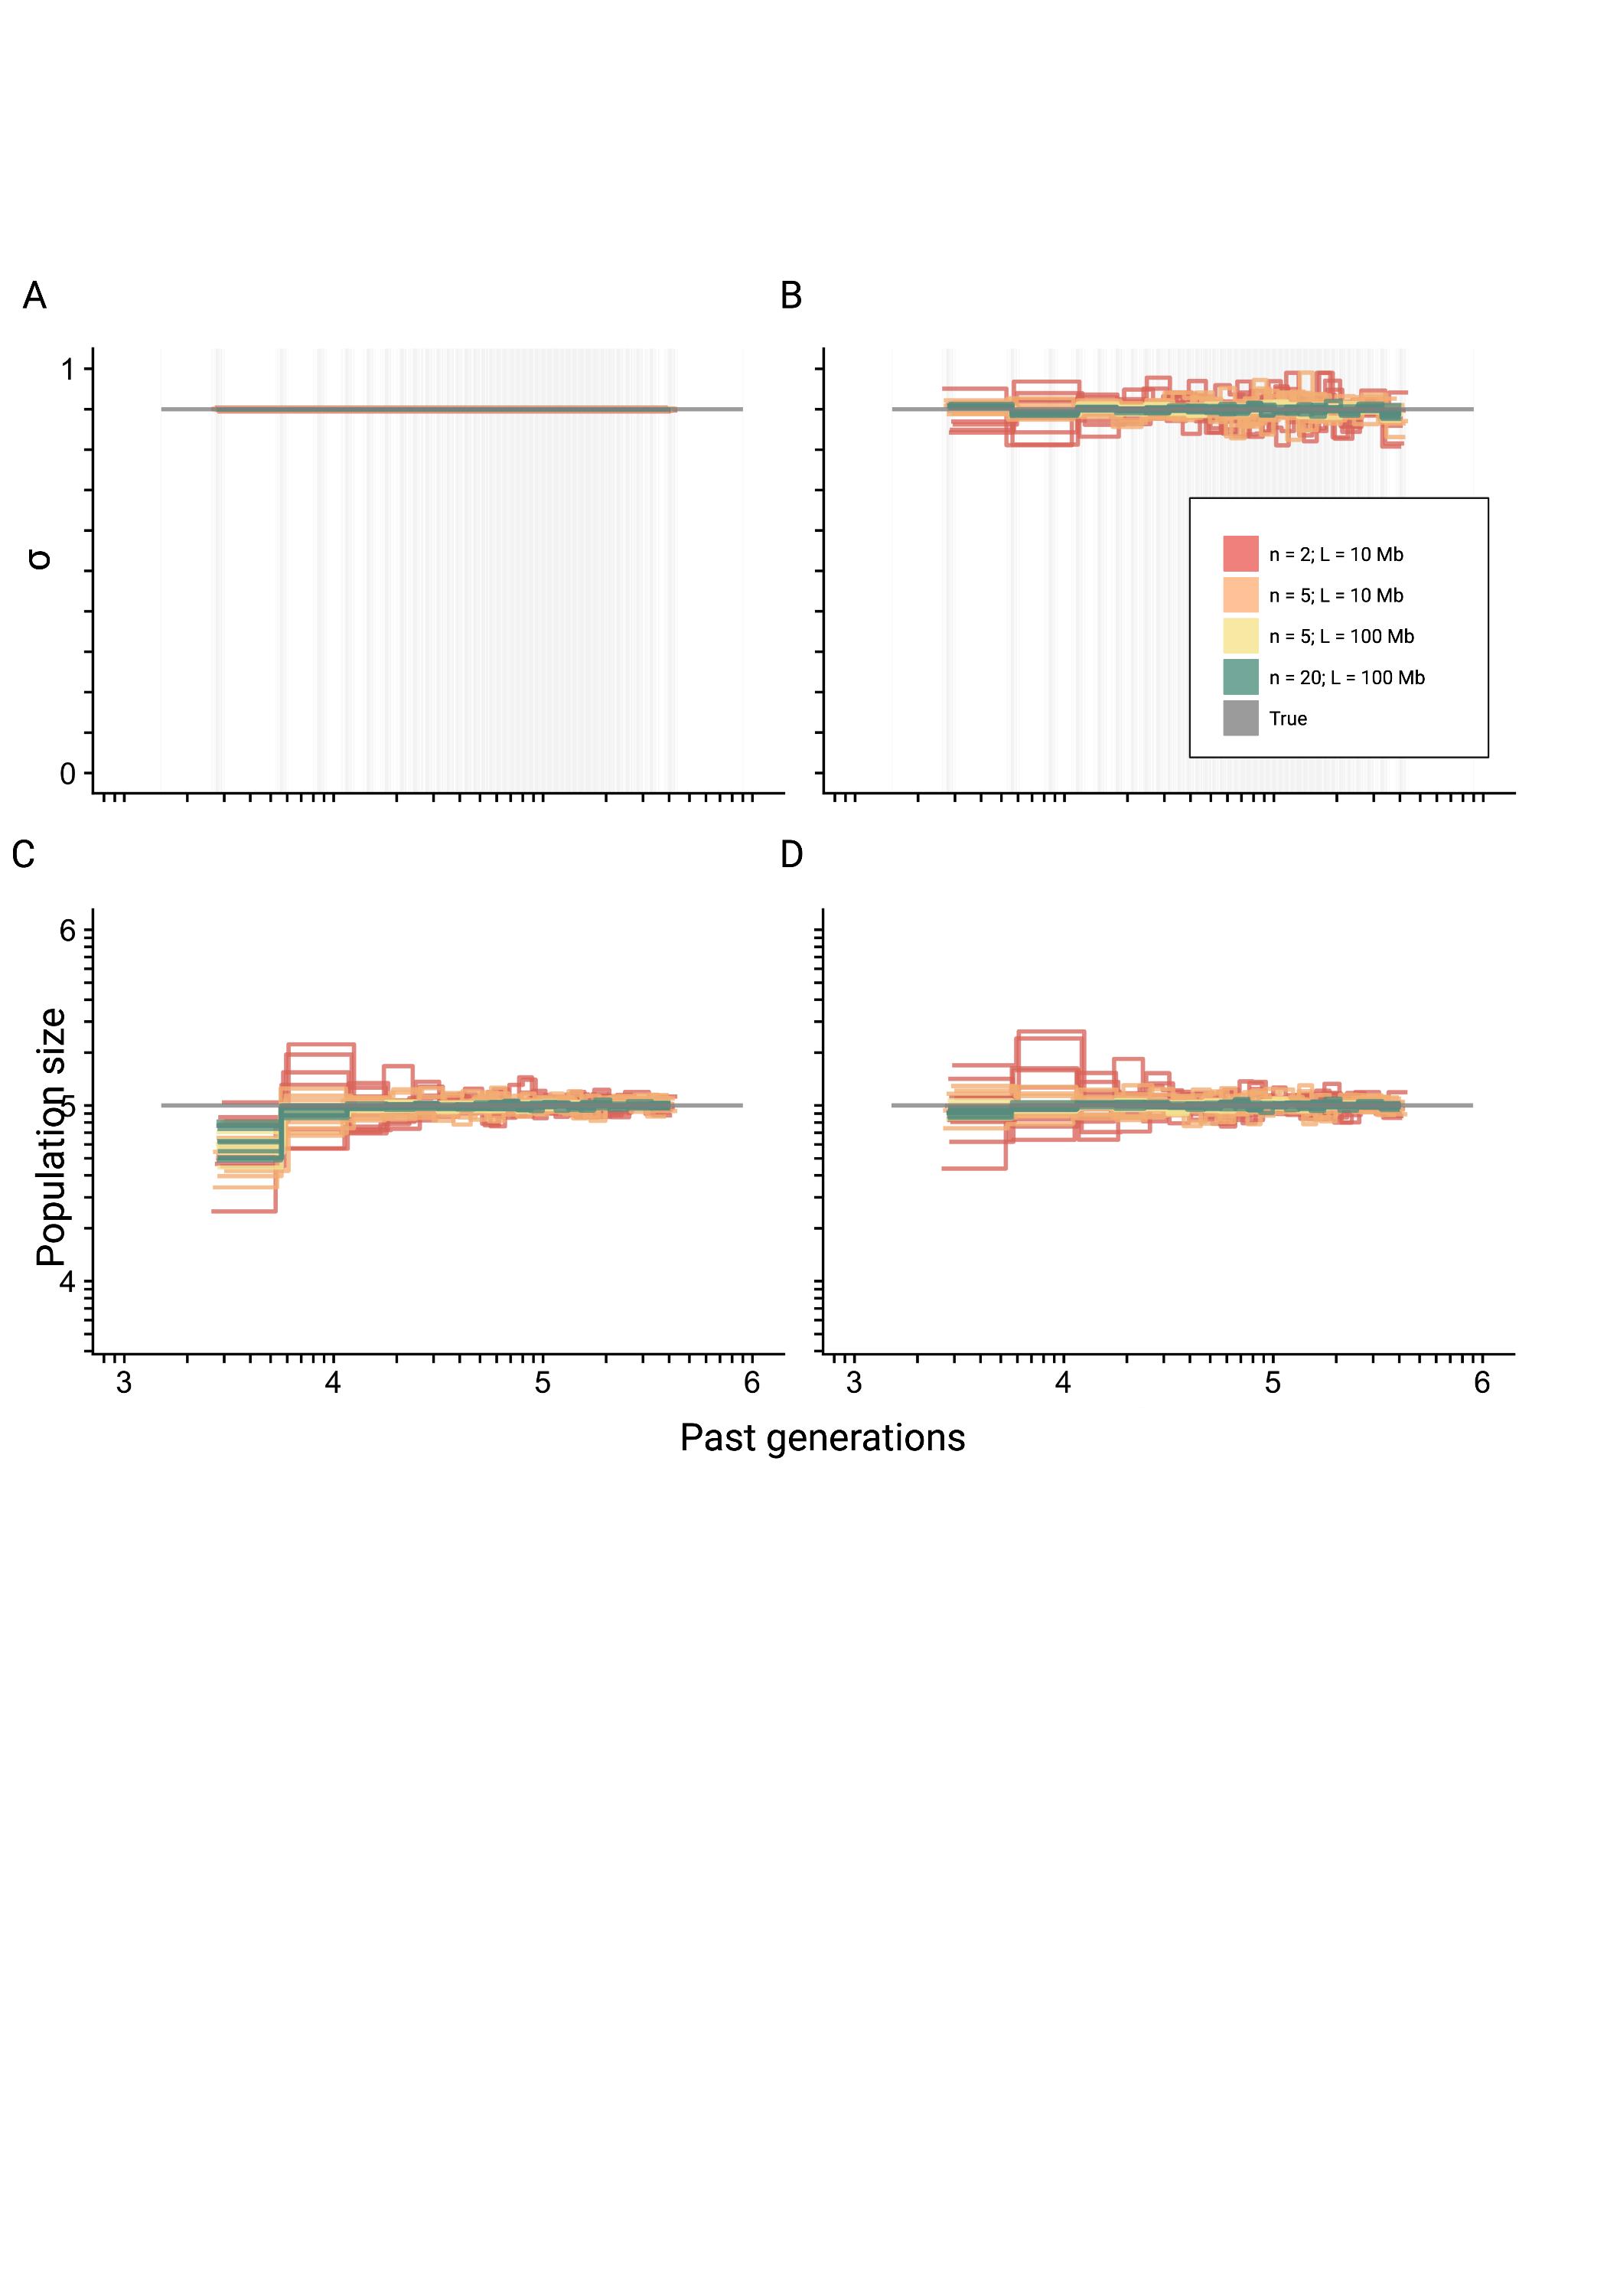 A
B
1
σ
0
n = 2; L = 10 Mb
n = 5; L = 10 Mb
n = 5; L = 100 Mb
n = 20; L = 100 Mb
True
C
D
6
5
4
Population size
3 4 5 6
3 4 5 6
Past generations